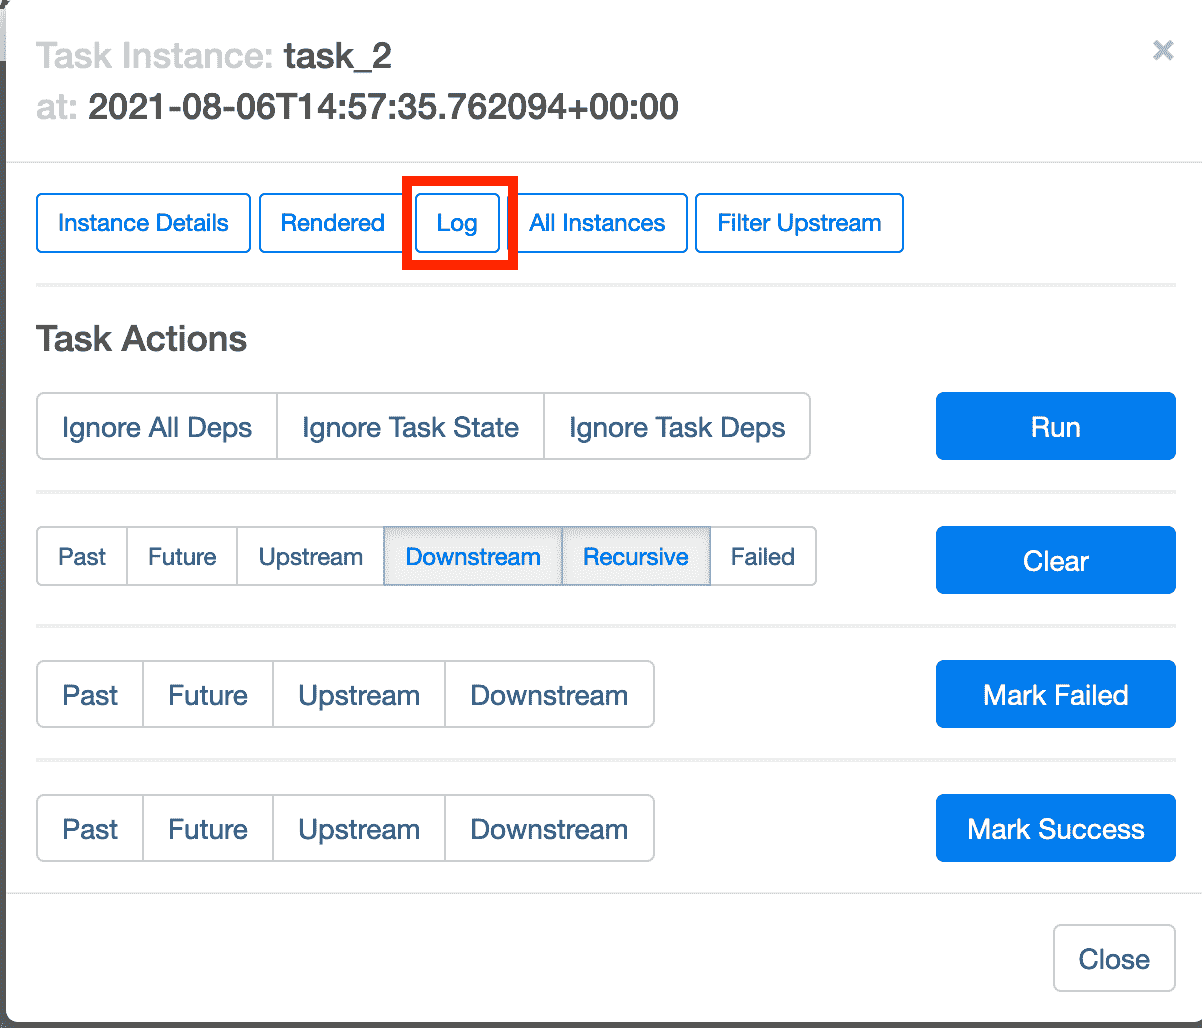 Task Instance: task_2
at: 2021-08-06T14:57:35.762094+00:00
Instance Details Rendered Log All Instances Filter Upstream
Task Actions
Ignore All Deps Ignore Task State Ignore Task Deps Run
Past Future Upstream Downstream Recursive Failed Clear
Past Future Upstream Downstream Mark Failed
Past Future Upstream Downstream Mark Success
Close